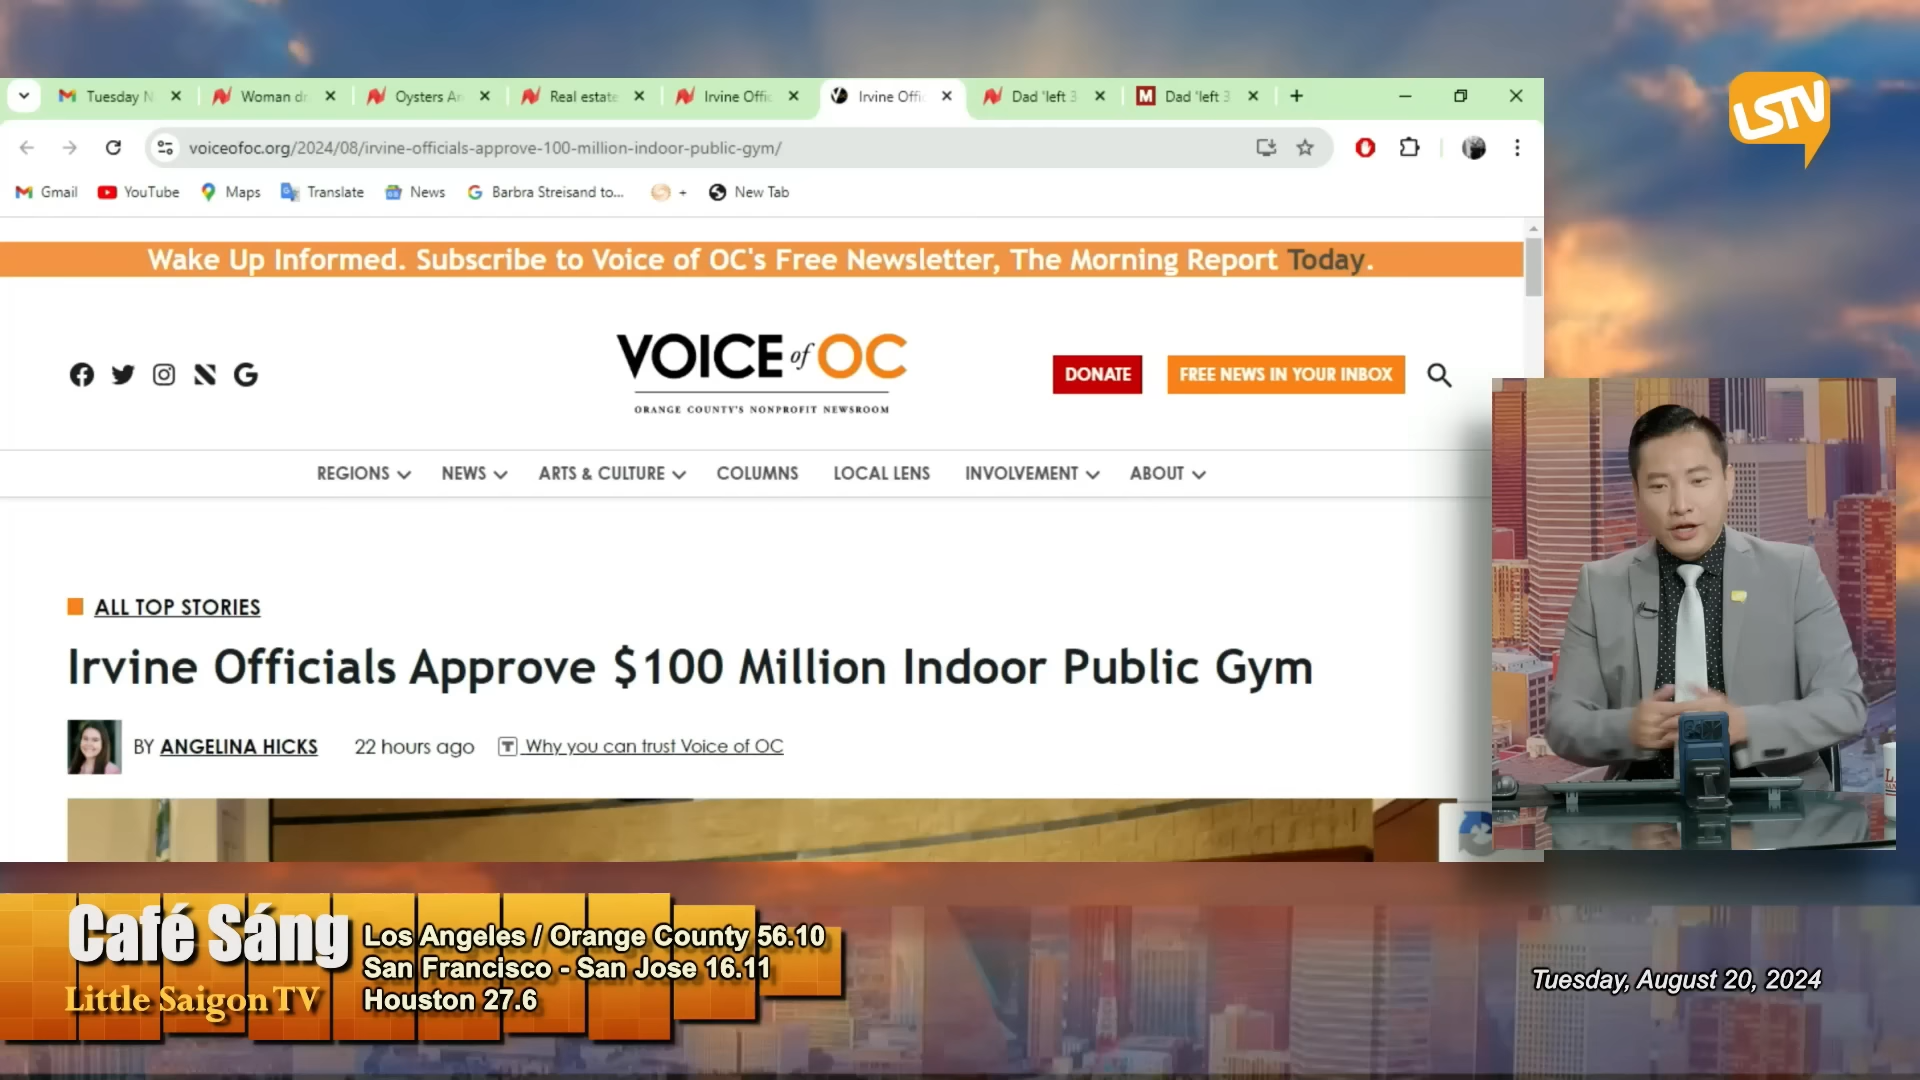 Tuesday N
Woman dr
Oysters An
Real estate
Irvine Offic
Irvine Offic
Dad 'left 3
Dad 'left 3
voiceofoc.org/2024/08/irvine-officials-approve-100-million-indoor-public-gym/
Gmail
YouTube
Maps
Translate
News
Barbra Streisand to...
New Tab
LSTV
Wake Up Informed. Subscribe to Voice of OC's Free Newsletter, The Morning Report Today.
VOICE of OC
ORANGE COUNTY'S NONPROFIT NEWSROOM
DONATE
FREE NEWS IN YOUR INBOX
REGIONS
NEWS
ARTS & CULTURE
COLUMNS
LOCAL LENS
INVOLVEMENT
ABOUT
ALL TOP STORIES
Irvine Officials Approve $100 Million Indoor Public Gym
BY ANGELINA HICKS
22 hours ago
Why you can trust Voice of OC
Café Sáng
Little Saigon TV
Los Angeles / Orange County 56.10
San Francisco - San Jose 16.11
Houston 27.6
Tuesday, August 20, 2024